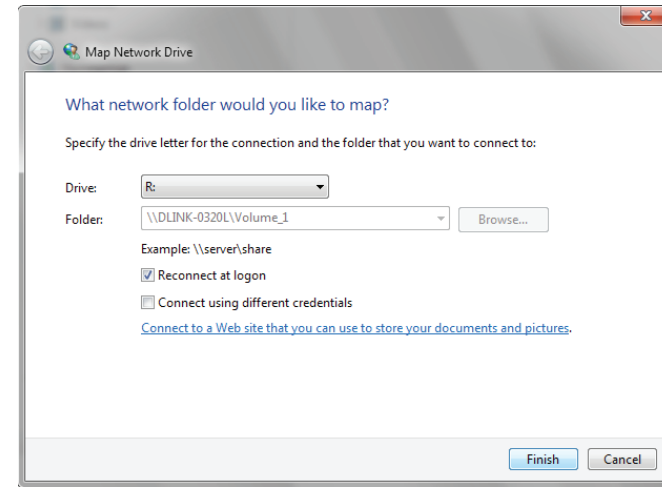 Map Network Drive
What network folder would you like to map?
Specify the drive letter for the connection and the folder that you want to connect to:
Drive: R:
Folder: \\DLINK-0320L\Volume_1 Browse...
Example: \\server\share
Reconnect at logon
Connect using different credentials
Connect to a Web site that you can use to store your documents and pictures.
Finish Cancel